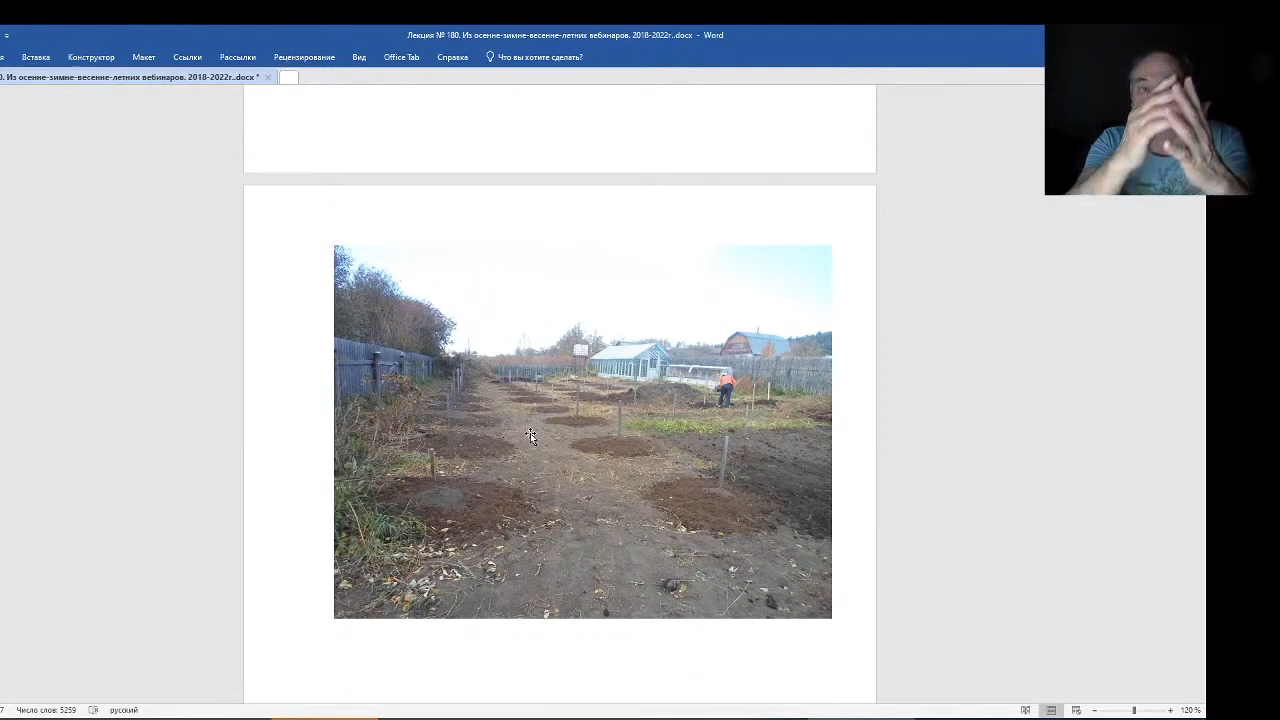 Лекция № 180. Из осенне-зимне-весенне-летних вебинаров. 2018-2022г..docx - Word
я Вставка Конструктор Макет Ссылки Рассылки Рецензирование Вид Office Tab Справка Что вы хотите сделать?
0. Из осенне-зимне-весенне-летних вебинаров. 2018-2022г..docx *
7 Число слов: 5259 русский 120 %